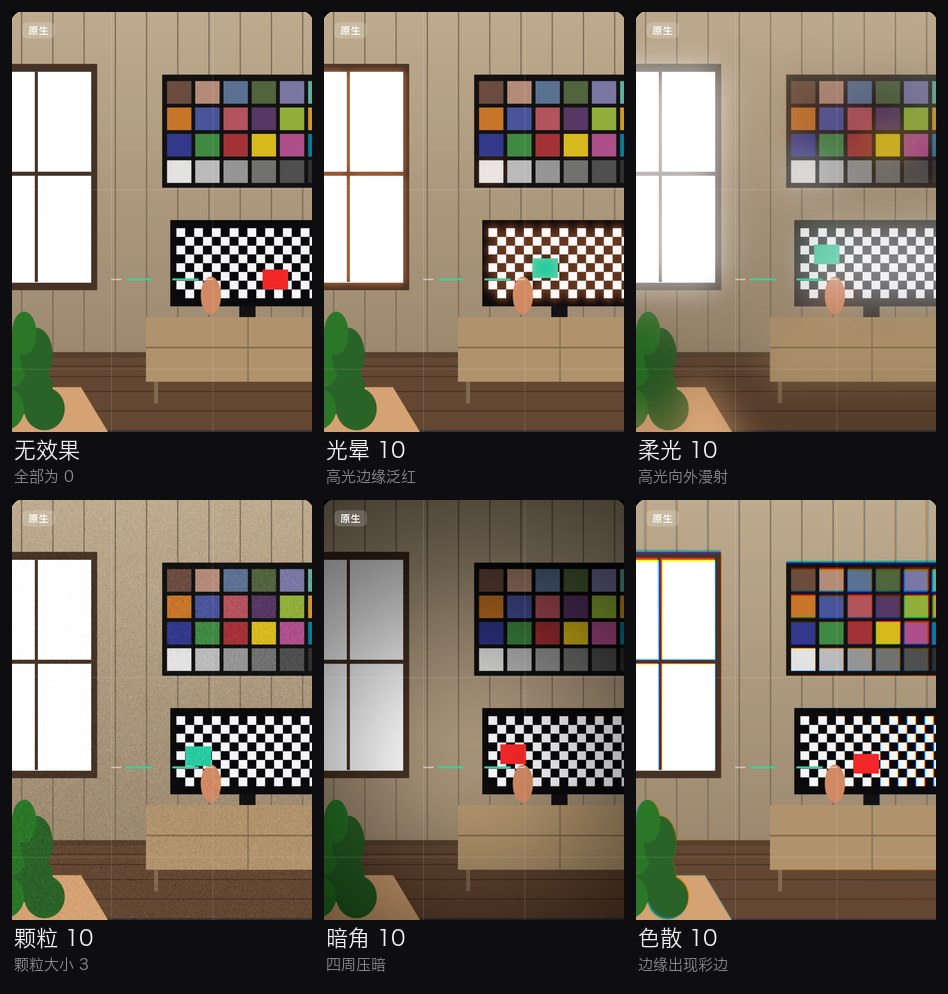 原生
原生
原生
无效果
光晕 10
柔光 10
全部为 0
高光边缘泛红
高光向外漫射
原生
原生
原生
颗粒 10
暗角 10
色散 10
颗粒大小 3
四周压暗
边缘出现彩边